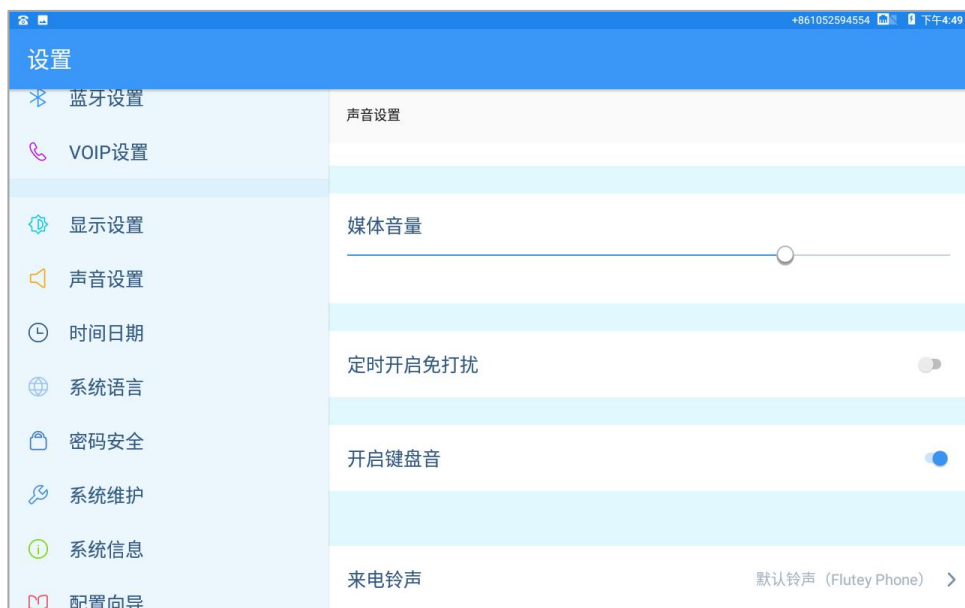 +861052594554 下午4:49
设置
蓝牙设置
VOIP设置
显示设置
声音设置
时间日期
系统语言
密码安全
系统维护
系统信息
配置向导
声音设置
媒体音量
定时开启免打扰
开启键盘音
来电铃声 默认铃声（Flutey Phone）